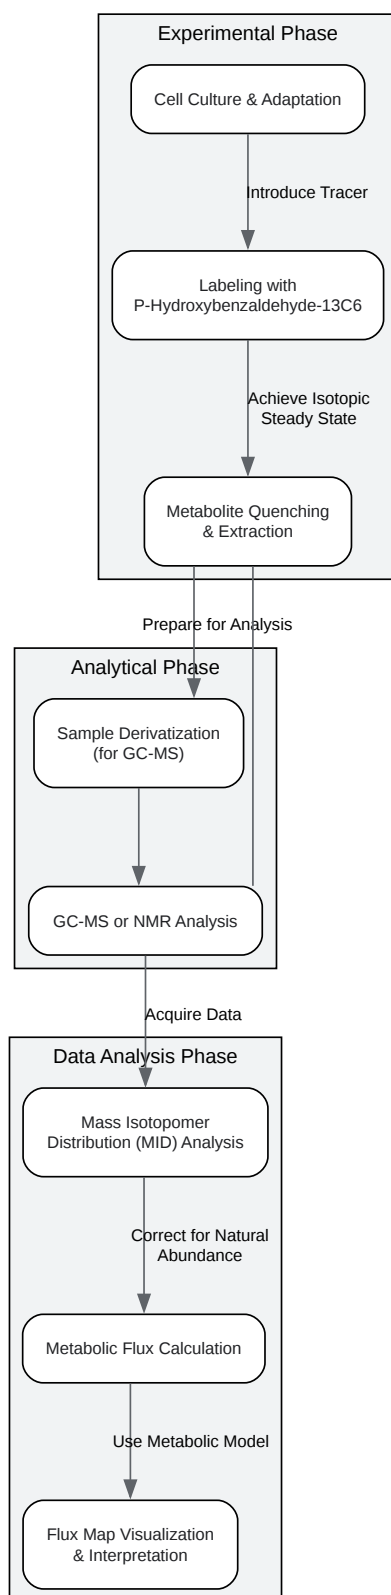 Experimental Phase
Cell Culture & Adaptation
Introduce Tracer
Labeling with
P-Hydroxybenzaldehyde-13C6
Achieve Isotopic
Steady State
Metabolite Quenching
& Extraction
Prepare for Analysis
Analytical Phase
Sample Derivatization
(for GC-MS)
GC-MS or NMR Analysis
Acquire Data
Data Analysis Phase
Mass Isotopomer
Distribution (MID) Analysis
Correct for Natural
Abundance
Metabolic Flux Calculation
Use Metabolic Model
Flux Map Visualization
& Interpretation